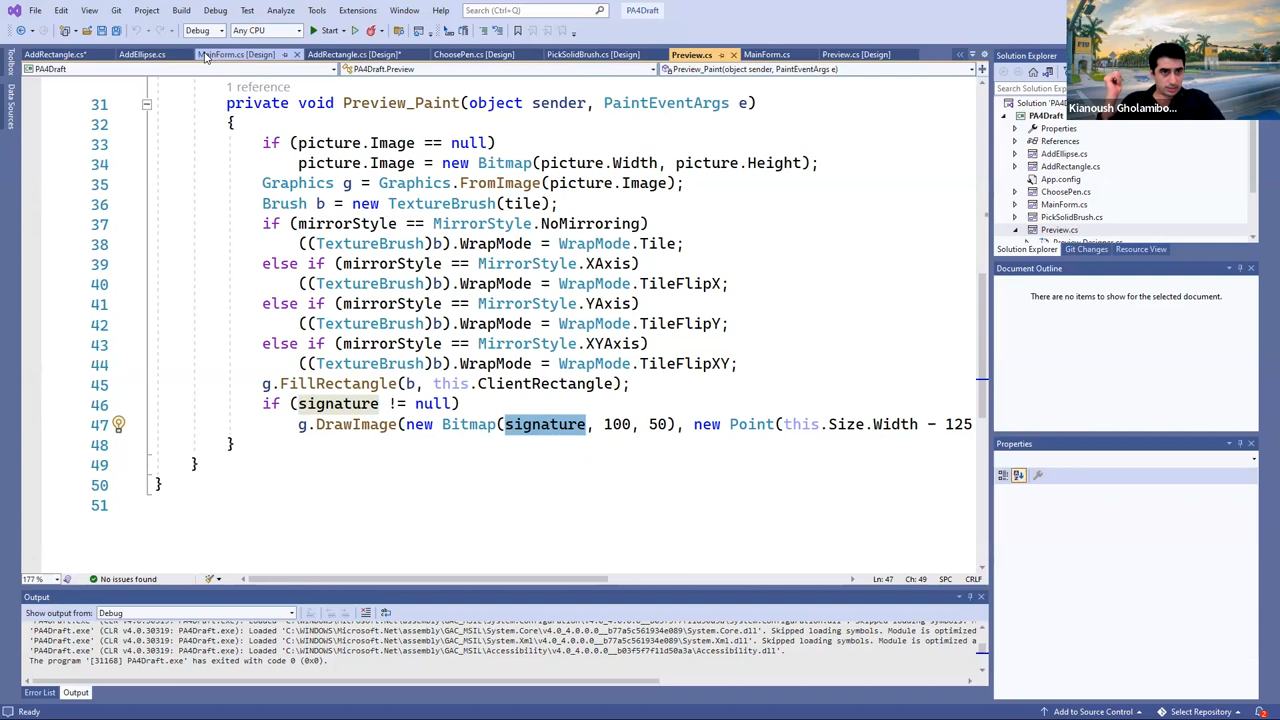 File Edit View Git Project Build Debug Test Analyze Tools Extensions Window Help Search (Ctrl+Q) PA4Draft
Debug Any CPU Start
AddRectangle.cs* AddEllipse.cs MainForm.cs [Design] AddRectangle.cs [Design]* ChoosePen.cs [Design] PickSolidBrush.cs [Design] Preview.cs MainForm.cs Preview.cs [Design]
PA4Draft PA4Draft.Preview Preview_Paint(object sender, PaintEventArgs e)
Toolbox
Data Sources
1 reference
31 private void Preview_Paint(object sender, PaintEventArgs e)
32 {
33 if (picture.Image == null)
34 picture.Image = new Bitmap(picture.Width, picture.Height);
35 Graphics g = Graphics.FromImage(picture.Image);
36 Brush b = new TextureBrush(tile);
37 if (mirrorStyle == MirrorStyle.NoMirroring)
38 ((TextureBrush)b).WrapMode = WrapMode.Tile;
39 else if (mirrorStyle == MirrorStyle.XAxis)
40 ((TextureBrush)b).WrapMode = WrapMode.TileFlipX;
41 else if (mirrorStyle == MirrorStyle.YAxis)
42 ((TextureBrush)b).WrapMode = WrapMode.TileFlipY;
43 else if (mirrorStyle == MirrorStyle.XYAxis)
44 ((TextureBrush)b).WrapMode = WrapMode.TileFlipXY;
45 g.FillRectangle(b, this.ClientRectangle);
46 if (signature != null)
47 g.DrawImage(new Bitmap(signature, 100, 50), new Point(this.Size.Width - 125
48 }
49 }
50 }
51
177 % No issues found Ln: 47 Ch: 49 SPC CRLF
Output
Show output from: Debug
'PA4Draft.exe' (CLR v4.0.30319: PA4Draft.exe): Loaded 'C:\WINDOWS\Microsoft.Net\assembly\GAC_MSIL\System.Core\v4.0_4.0.0.0__b77a5c561934e089\System.Core.dll'. Skipped loading symbols. Module is optimized
'PA4Draft.exe' (CLR v4.0.30319: PA4Draft.exe): Loaded 'C:\WINDOWS\Microsoft.Net\assembly\GAC_MSIL\System.Xml\v4.0_4.0.0.0__b77a5c561934e089\System.Xml.dll'. Skipped loading symbols. Module is optimized
'PA4Draft.exe' (CLR v4.0.30319: PA4Draft.exe): Loaded 'C:\WINDOWS\Microsoft.Net\assembly\GAC_MSIL\Accessibility\v4.0_4.0.0.0__b03f5f7f11d50a3a\Accessibility.dll'.
The program '[31168] PA4Draft.exe' has exited with code 0 (0x0).
Error List Output
Ready Add to Source Control Select Repository 2
Kianoush Gholambo...
Solution Explorer
Search Solution Expl
Solution 'PA4
PA4Draft
Properties
References
AddEllipse.cs
AddRectangle.cs
App.config
ChoosePen.cs
MainForm.cs
PickSolidBrush.cs
Preview.cs
Preview.Designer.cs
Solution Explorer Git Changes Resource View
Document Outline
There are no items to show for the selected document.
Properties